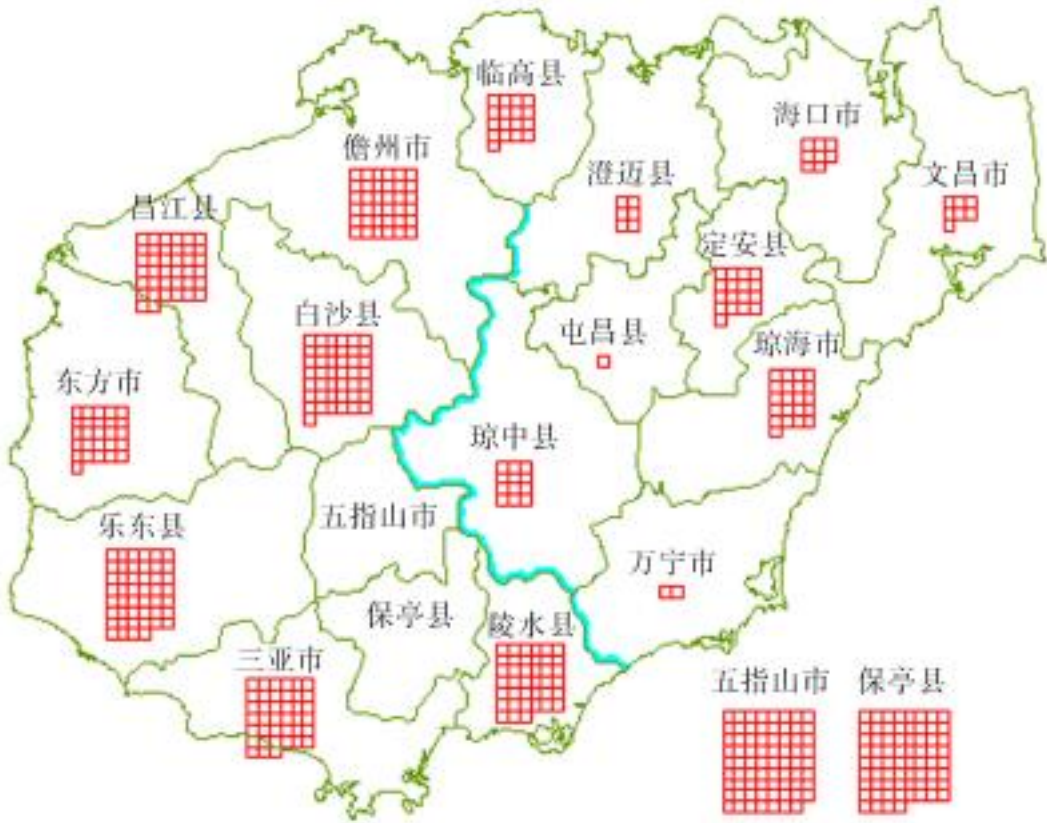 临高县
海口市
儋州市
澄迈县
文昌市
昌江县
定安县
白沙县
屯昌县
琼海市
东方市
琼中县
乐东县
五指山市
万宁市
保亭县
陵水县
三亚市
五指山市
保亭县